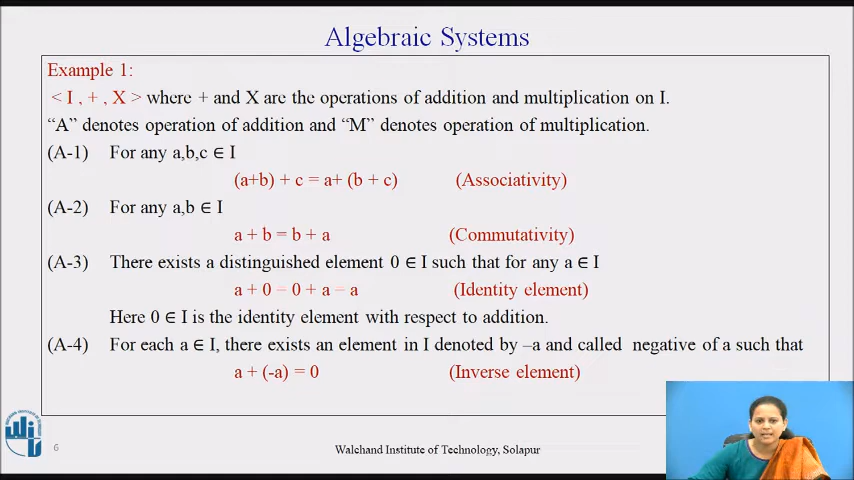 Algebraic Systems
Example 1:
< I , + , X > where + and X are the operations of addition and multiplication on I.
“A” denotes operation of addition and “M” denotes operation of multiplication.
(A-1) For any a,b,c ∈ I
(a+b) + c = a+ (b + c) (Associativity)
(A-2) For any a,b ∈ I
a + b = b + a (Commutativity)
(A-3) There exists a distinguished element 0 ∈ I such that for any a ∈ I
a + 0 = 0 + a = a (Identity element)
Here 0 ∈ I is the identity element with respect to addition.
(A-4) For each a ∈ I, there exists an element in I denoted by –a and called negative of a such that
a + (-a) = 0 (Inverse element)
6
Walchand Institute of Technology, Solapur